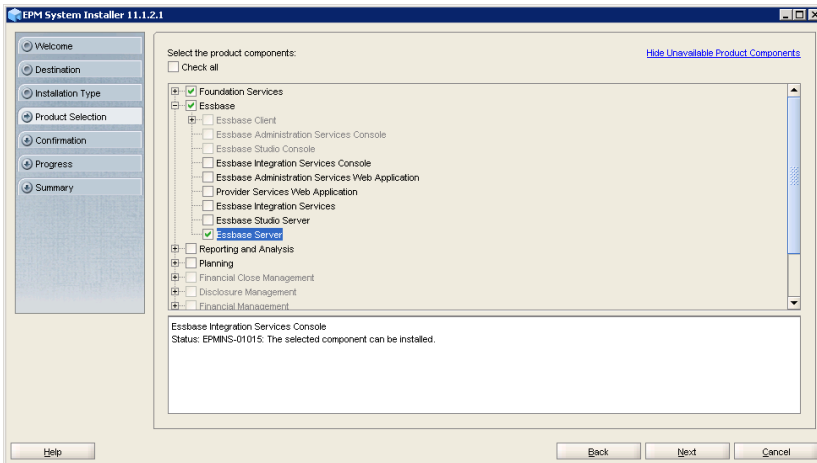 EPM System Installer 11.1.2.1
Welcome
Destination
Installation Type
Product Selection
Confirmation
Progress
Summary
Select the product components:
Hide Unavailable Product Components
Check all
Foundation Services
Essbase
Essbase Client
Essbase Administration Services Console
Essbase Studio Console
Essbase Integration Services Console
Essbase Administration Services Web Application
Provider Services Web Application
Essbase Integration Services
Essbase Studio Server
Essbase Server
Reporting and Analysis
Planning
Financial Close Management
Disclosure Management
Financial Management
Essbase Integration Services Console
Status: EPMINS-01015: The selected component can be installed.
Help
Back
Next
Cancel